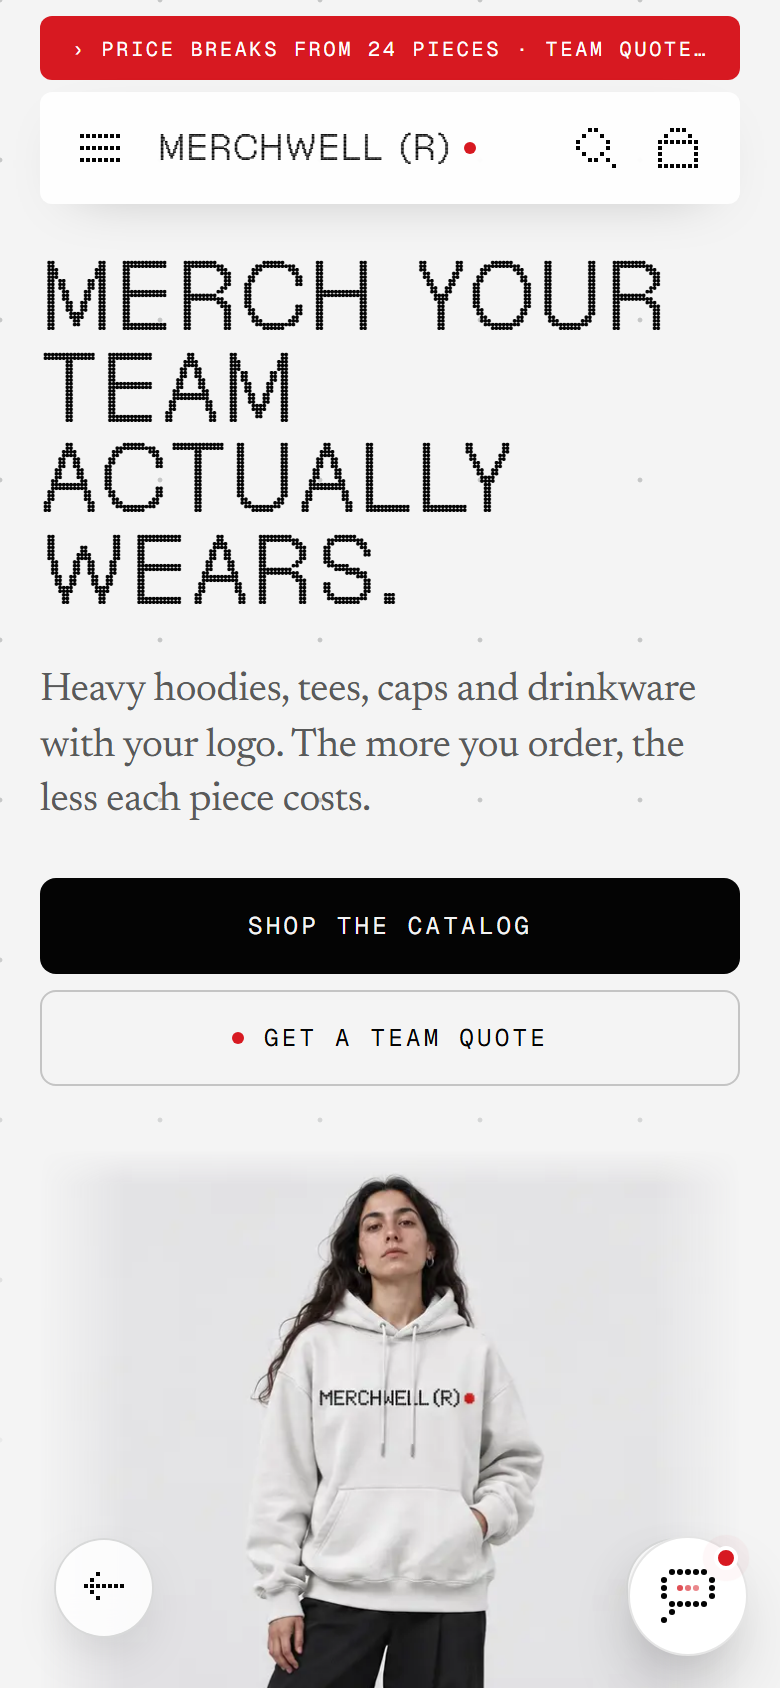 › PRICE BREAKS FROM 24 PIECES · TEAM QUOTE…
MERCHWELL (R)
MERCH YOUR
TEAM
ACTUALLY
WEARS.
Heavy hoodies, tees, caps and drinkware
with your logo. The more you order, the
less each piece costs.
SHOP THE CATALOG
GET A TEAM QUOTE
MERCHWELL (R)